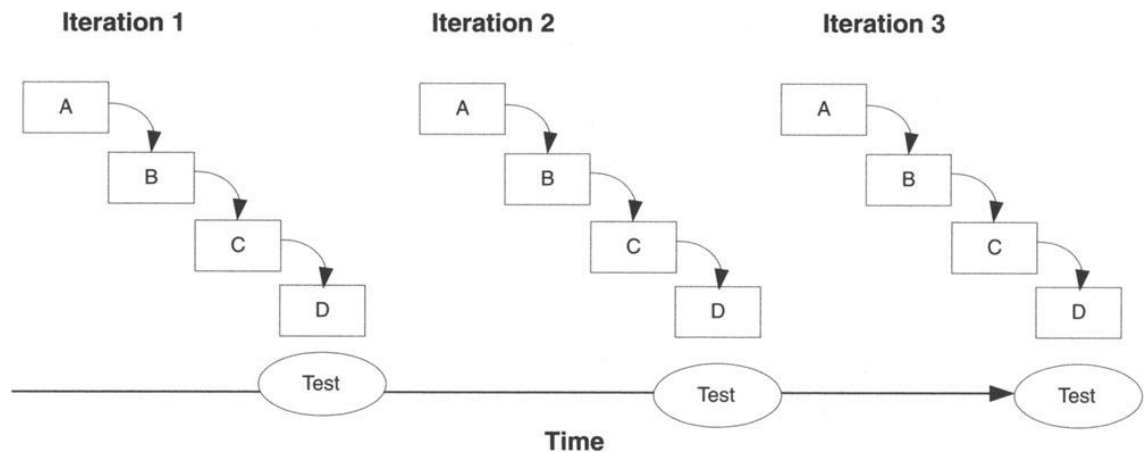 Iteration 1 Iteration 2 Iteration 3
A A A
B B B
C C C
D D D
Test Test Test
Time